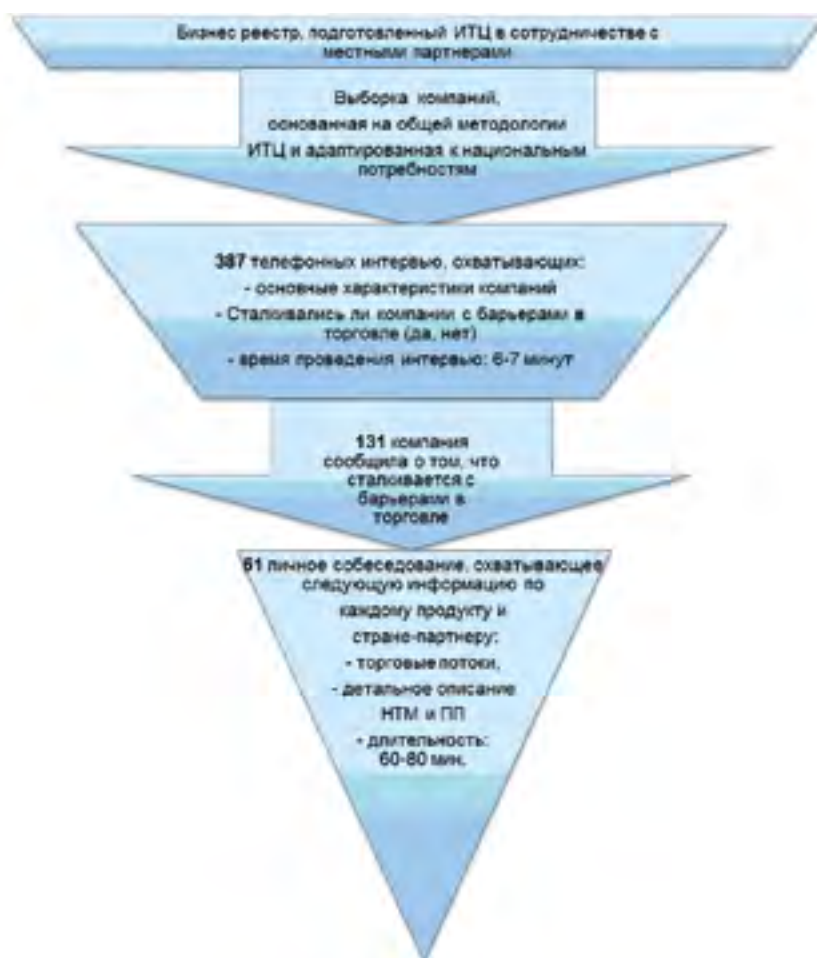 Бизнес реестр, подготовленный ИТЦ в сотрудничестве с
местными партнерами
Выборка компаний,
основанная на общей методологии
ИТЦ и адаптированная к национальным
потребностям
387 телефонных интервью, охватывающих:
- основные характеристики компаний
- Сталкивались ли компании с барьерами в
торговле (да, нет)
- время проведения интервью: 6-7 минут
131 компания
сообщила о том, что
сталкивается с
барьерами в
торговле
61 личное собеседование, охватывающее
следующую информацию по
каждому продукту и
стране-партнеру:
- торговые потоки,
- детальное описание
НТМ и ПП
- длительность:
60-80 мин.